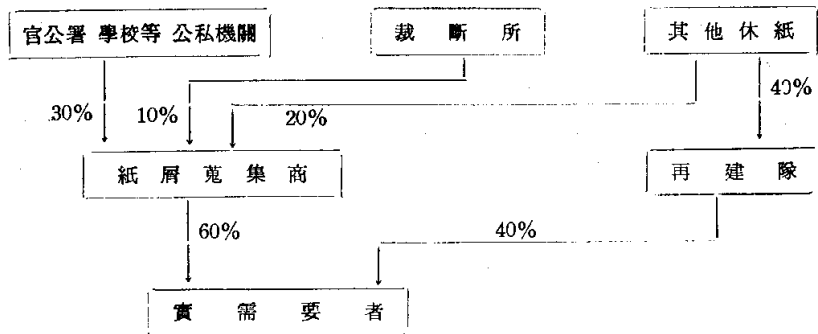 官公署 學校等 公私機關
裁斷所
其他休紙
30%
10%
20%
40%
紙屑蒐集商
再建隊
60%
40%
實需要者